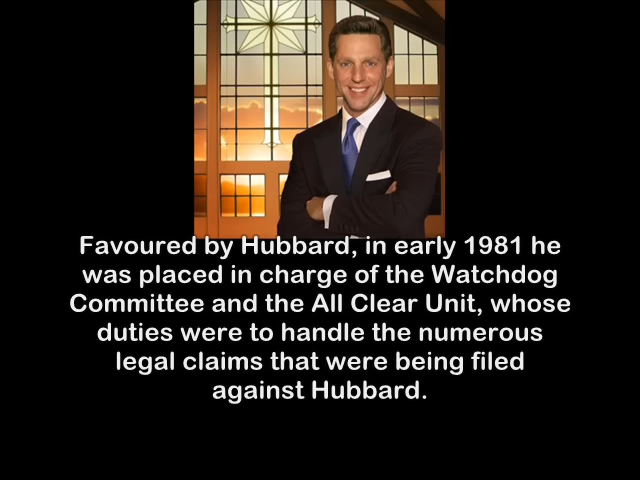 Favoured by Hubbard, in early 1981 he
was placed in charge of the Watchdog
Committee and the All Clear Unit, whose
duties were to handle the numerous
legal claims that were being filed
against Hubbard.